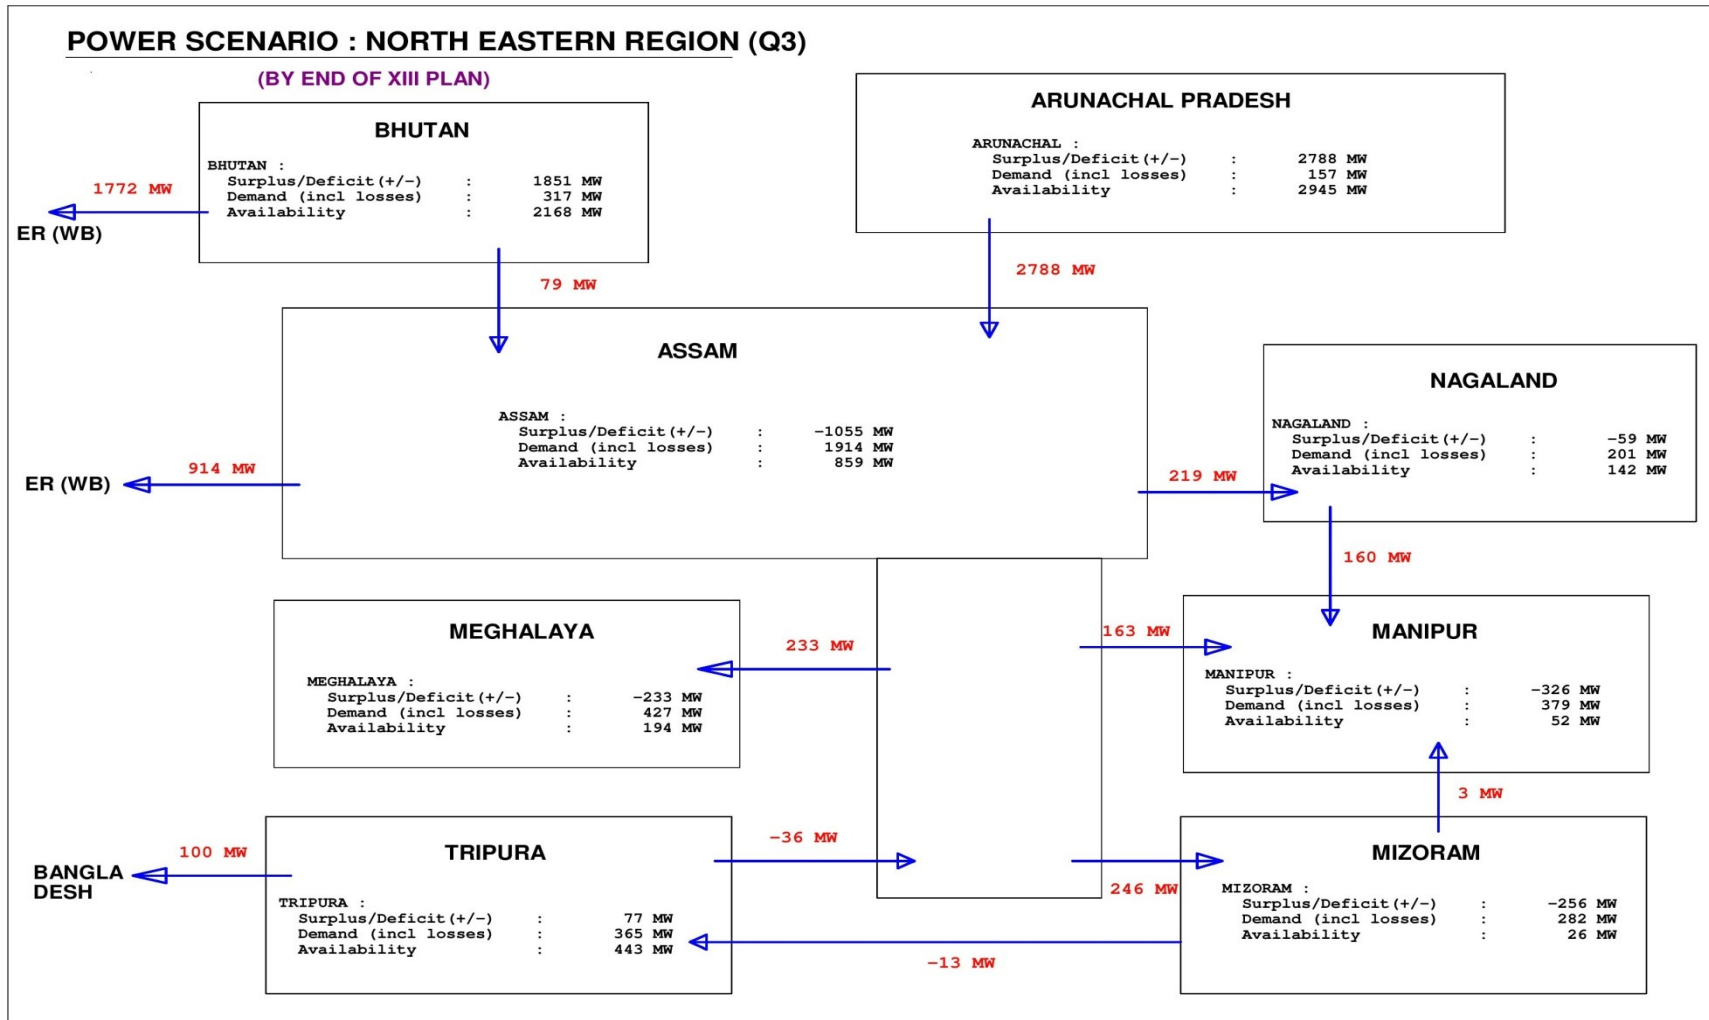 POWER SCENARIO : NORTH EASTERN REGION (Q3)
(BY END OF XIII PLAN)
BHUTAN
BHUTAN :
Surplus/Deficit(+/-) : 1851 MW
Demand (incl losses) : 317 MW
Availability : 2168 MW
1772 MW
ER (WB)
79 MW
ARUNACHAL PRADESH
ARUNACHAL :
Surplus/Deficit(+/-) : 2788 MW
Demand (incl losses) : 157 MW
Availability : 2945 MW
2788 MW
ASSAM
ASSAM :
Surplus/Deficit(+/-) : -1055 MW
Demand (incl losses) : 1914 MW
Availability : 859 MW
914 MW
ER (WB)
219 MW
NAGALAND
NAGALAND :
Surplus/Deficit(+/-) : -59 MW
Demand (incl losses) : 201 MW
Availability : 142 MW
160 MW
MEGHALAYA
MEGHALAYA :
Surplus/Deficit(+/-) : -233 MW
Demand (incl losses) : 427 MW
Availability : 194 MW
233 MW
163 MW
MANIPUR
MANIPUR :
Surplus/Deficit(+/-) : -326 MW
Demand (incl losses) : 379 MW
Availability : 52 MW
3 MW
100 MW
BANGLA
DESH
TRIPURA
TRIPURA :
Surplus/Deficit(+/-) : 77 MW
Demand (incl losses) : 365 MW
Availability : 443 MW
-36 MW
246 MW
-13 MW
MIZORAM
MIZORAM :
Surplus/Deficit(+/-) : -256 MW
Demand (incl losses) : 282 MW
Availability : 26 MW